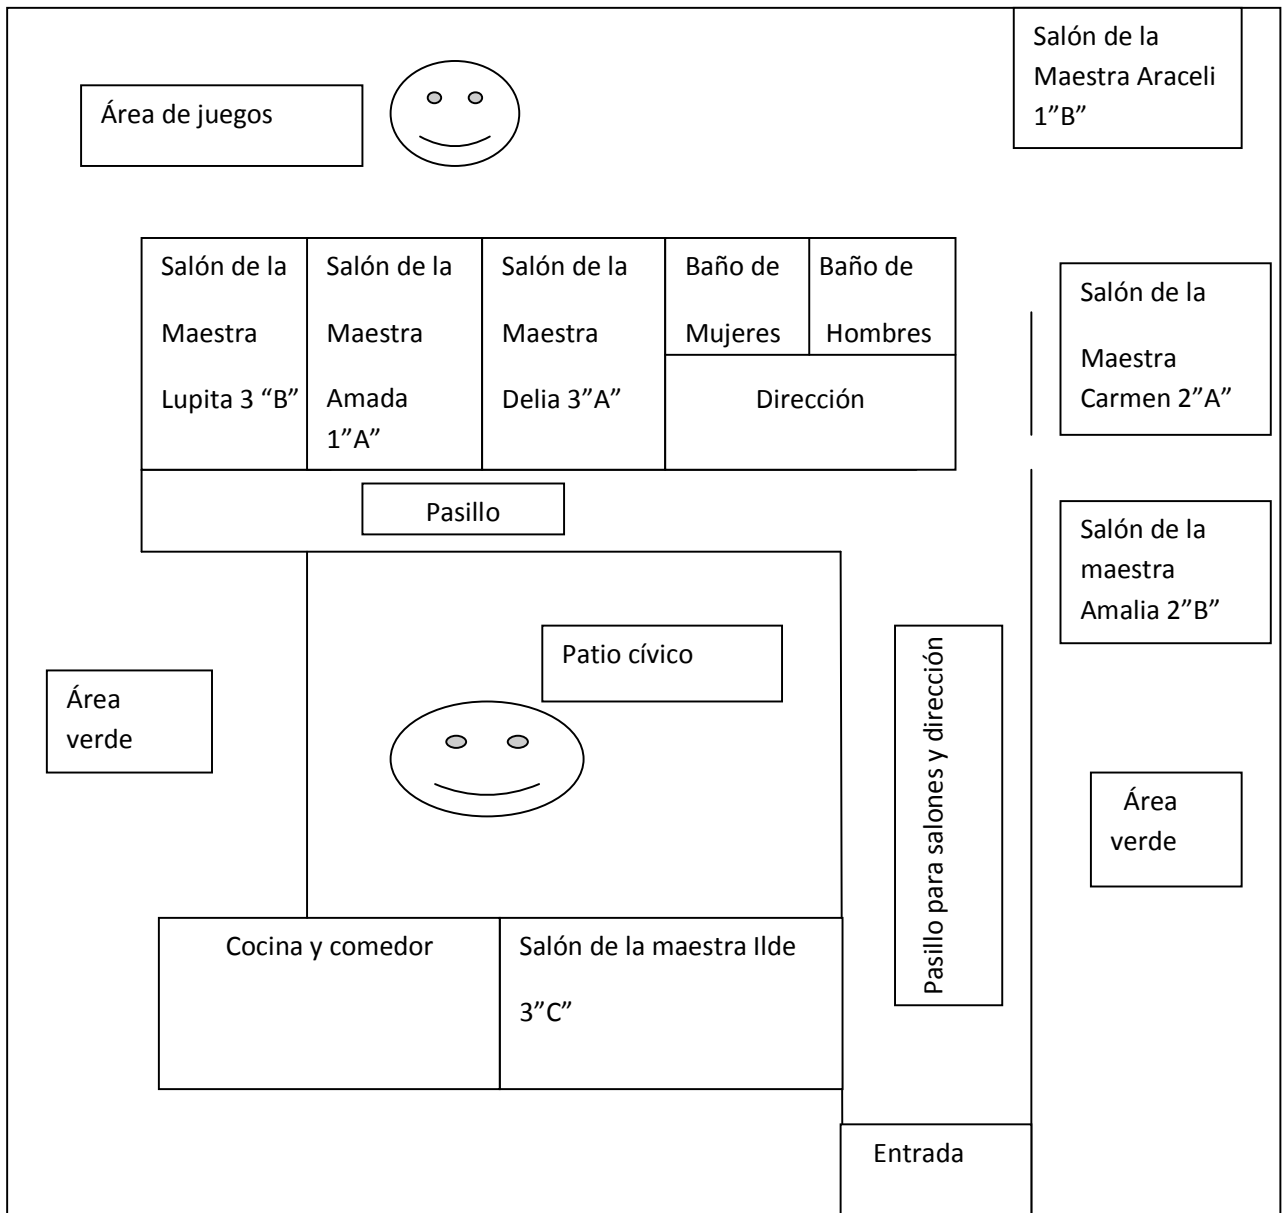 Salón de la
Maestra Araceli
1”B”
Área de juegos
Salón de la
Maestra
Lupita 3 “B”
Salón de la
Maestra
Amada
1”A”
Salón de la
Maestra
Delia 3”A”
Baño de
Mujeres
Baño de
Hombres
Dirección
Salón de la
Maestra
Carmen 2”A”
Pasillo
Salón de la
maestra
Amalia 2”B”
Patio cívico
Pasillo para salones y dirección
Área
verde
Área
verde
Cocina y comedor
Salón de la maestra Ilde
3”C”
Entrada